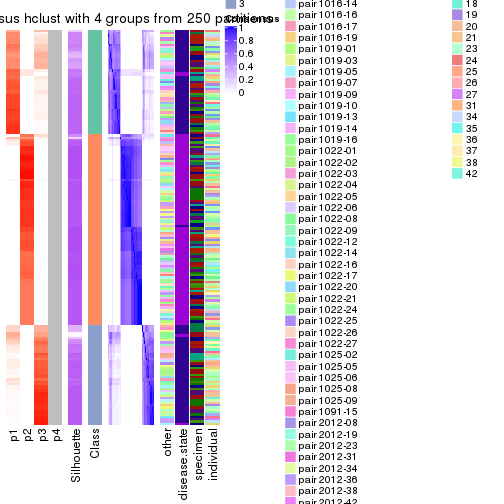 sus hclust with 4 groups from 250 partitions
3
1
0.8
0.6
0.4
0.2
0
p1
p2
p3
p4
Silhouette
Class
other
disease.state
specimen
individual
pair1016-14
pair1016-16
pair1016-17
pair1016-19
pair1019-01
pair1019-03
pair1019-05
pair1019-07
pair1019-09
pair1019-10
pair1019-13
pair1019-14
pair1019-16
pair1022-01
pair1022-02
pair1022-03
pair1022-04
pair1022-05
pair1022-06
pair1022-08
pair1022-09
pair1022-12
pair1022-14
pair1022-16
pair1022-17
pair1022-20
pair1022-21
pair1022-24
pair1022-25
pair1022-26
pair1022-27
pair1025-02
pair1025-05
pair1025-06
pair1025-08
pair1025-09
pair1091-15
pair2012-08
pair2012-19
pair2012-23
pair2012-31
pair2012-34
pair2012-36
pair2012-38
pair2012-42
18
19
20
21
23
24
25
26
27
31
34
35
36
37
38
42